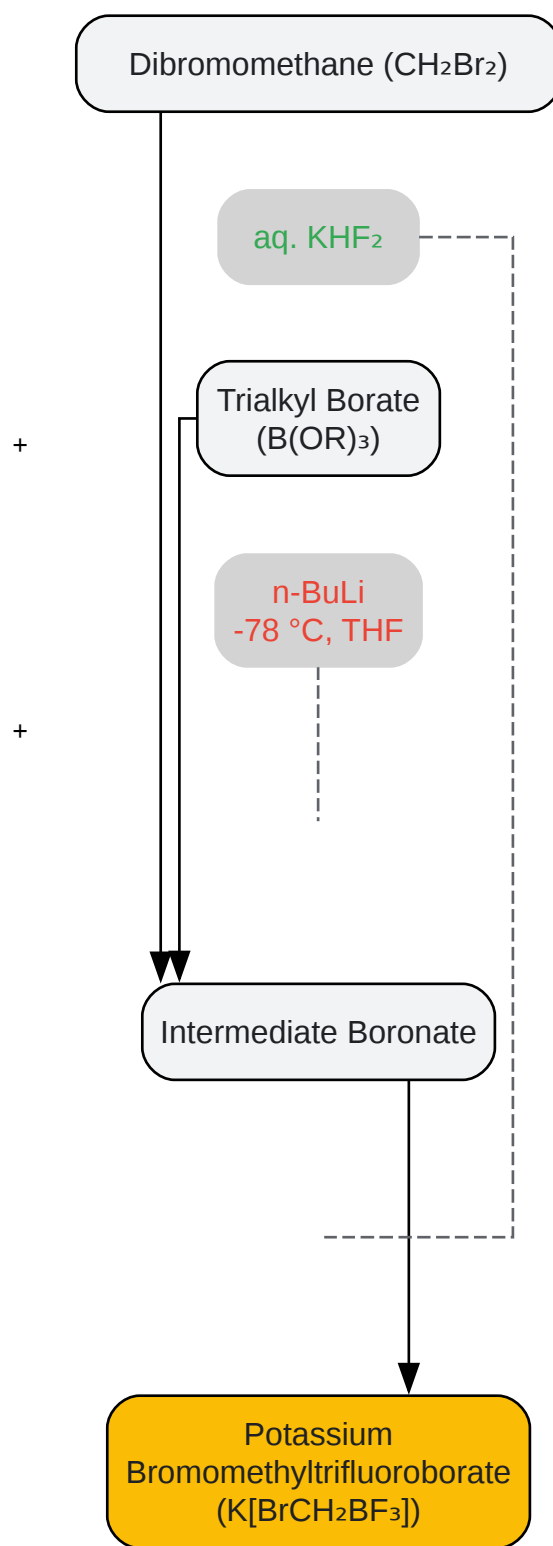 Dibromomethane (CH₂Br₂)
aq. KHF₂
Trialkyl Borate
(B(OR)₃)
+
n-BuLi
-78 °C, THF
+
Intermediate Boronate
Potassium
Bromomethyltrifluoroborate
(K[BrCH₂BF₃])